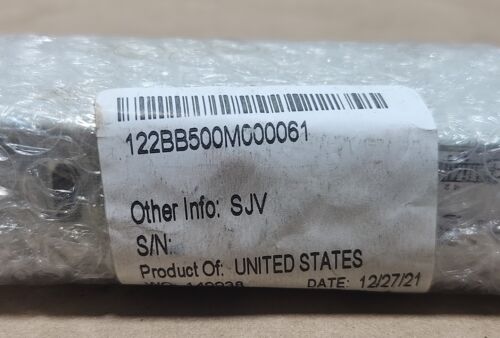 122BB500M000061
Other Info: SJV
S/N:
Product Of: UNITED STATES
DATE: 12/27/21